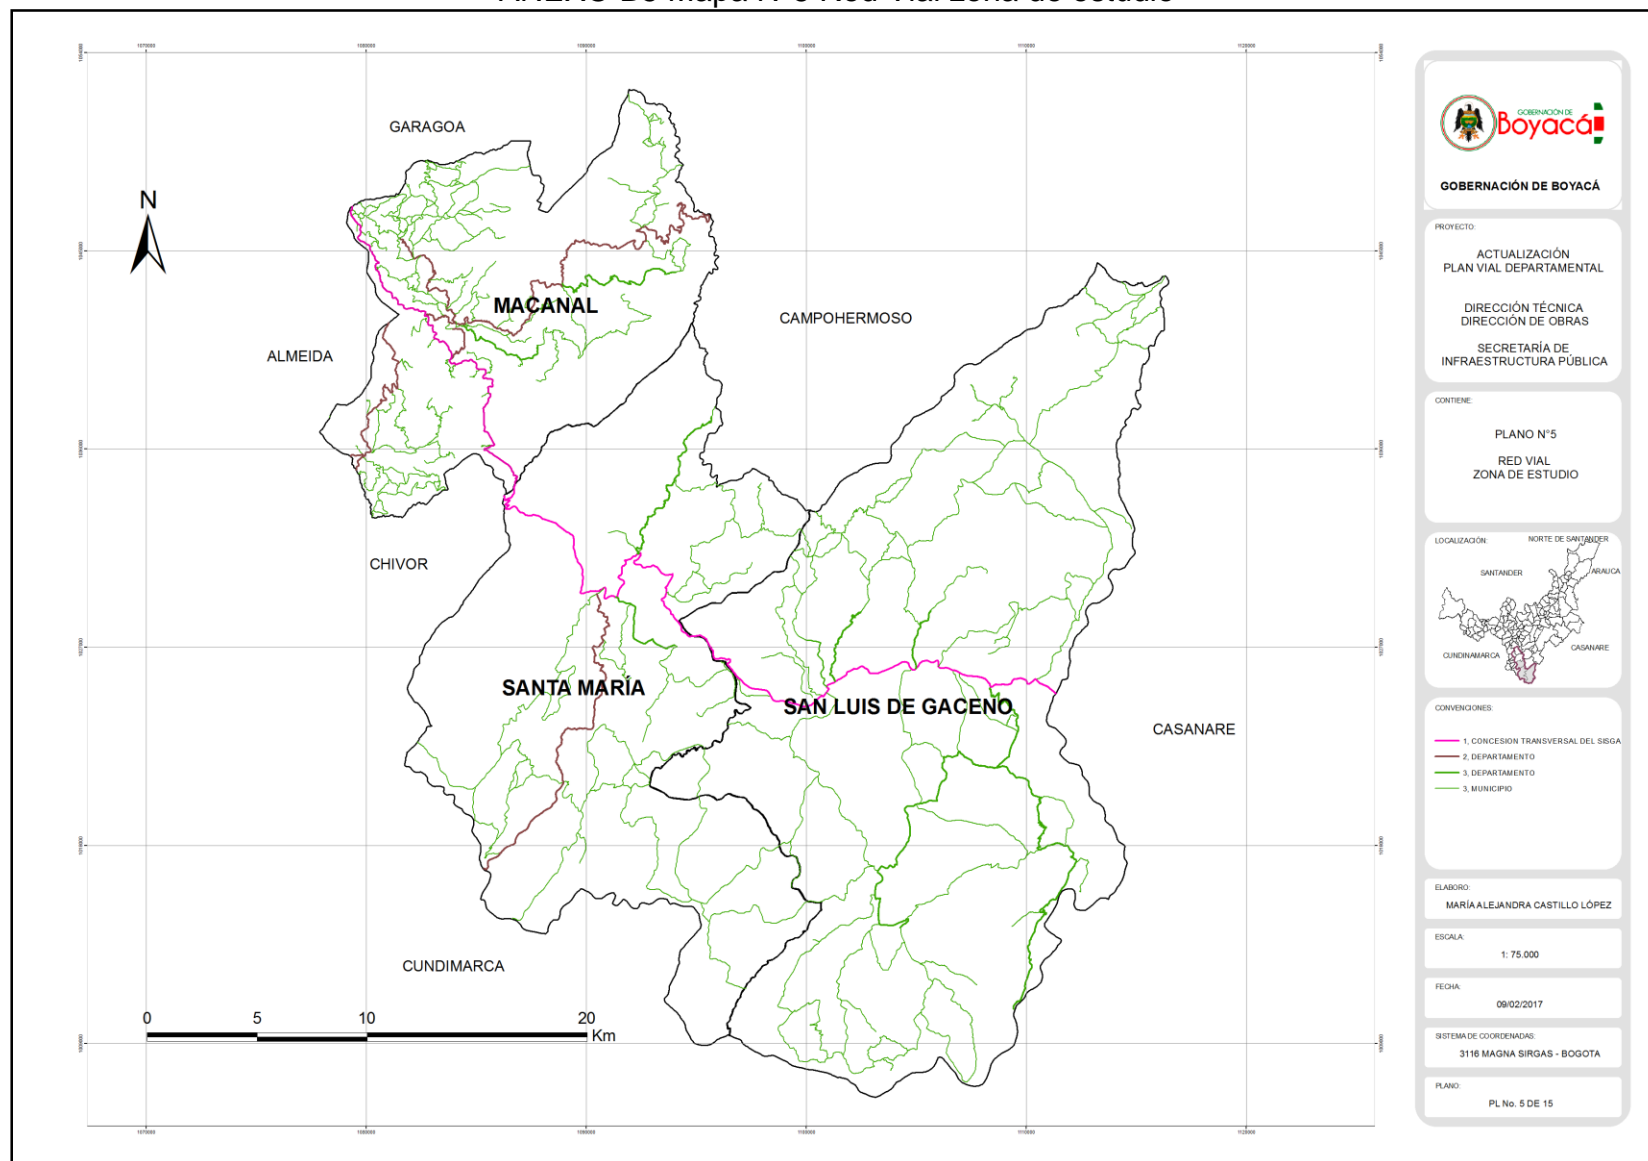 GARAGOA
N
MACANAL
CAMPOHERMOSO
ALMEIDA
CHIVOR
SANTA MARÍA
SAN LUIS DE GACENO
CASANARE
CUNDIMARCA
0 5 10 20
Km
GOBERNACIÓN DE
Boyacá
GOBERNACIÓN DE BOYACÁ
PROYECTO:
ACTUALIZACIÓN
PLAN VIAL DEPARTAMENTAL
DIRECCIÓN TÉCNICA
DIRECCIÓN DE OBRAS
SECRETARÍA DE
INFRAESTRUCTURA PÚBLICA
CONTIENE:
PLANO N°5
RED VIAL
ZONA DE ESTUDIO
LOCALIZACIÓN:
NORTE DE SANTANDER
SANTANDER
ARAUCA
CUNDINAMARCA
CASANARE
CONVENCIONES:
1, CONCESION TRANSVERSAL DEL SISGA
2, DEPARTAMENTO
3, DEPARTAMENTO
3, MUNICIPIO
ELABORO:
MARÍA ALEJANDRA CASTILLO LÓPEZ
ESCALA:
1: 75.000
FECHA:
09/02/2017
SISTEMA DE COORDENADAS:
3116 MAGNA SIRGAS - BOGOTA
PLANO:
PL No. 5 DE 15